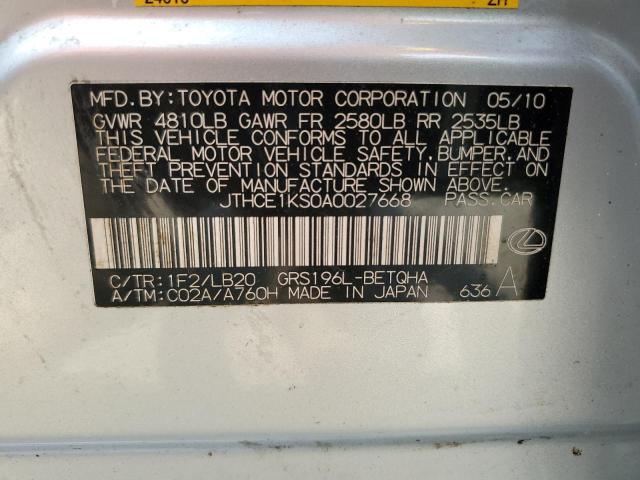 MFD.BY:TOYOTA MOTOR CORPORATION 05/10
GVWR 4810LB GAWR FR 2580LB RR 2535LB
THIS VEHICLE CONFORMS TO ALL APPLICABLE
FEDERAL MOTOR VEHICLE SAFETY,BUMPER,AND
THEFT PREVENTION STANDARDS IN EFFECT ON
THE DATE OF MANUFACTURE SHOWN ABOVE.
JTHCE1KS0A0027668 PASS.CAR
C/TR:1F2/LB20 GRS196L-BETQHA
A/TM:C02A/A760H MADE IN JAPAN 636 A